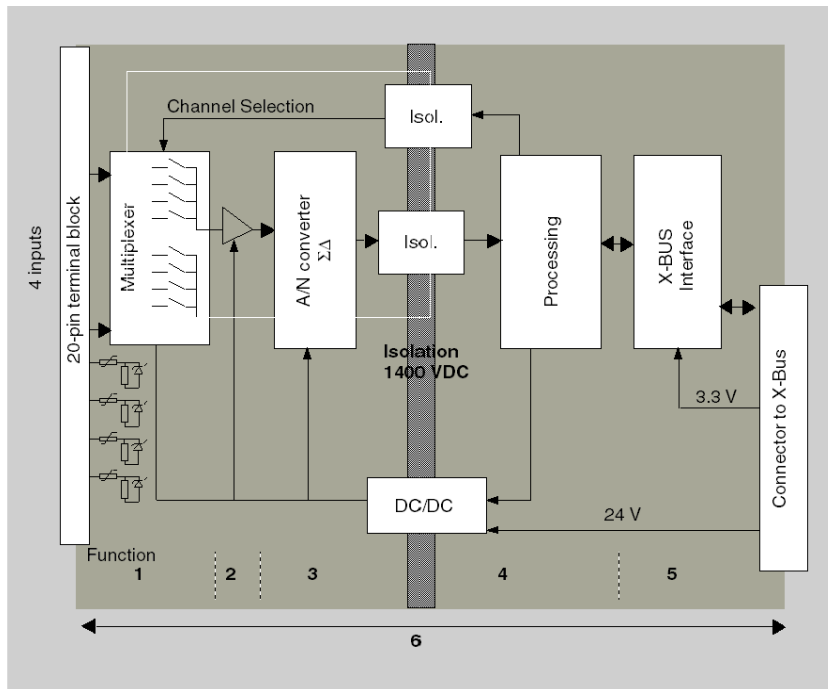 Channel Selection
Isol.
4 inputs
20-pin terminal block
Multiplexer
A/N converter
ΣΔ
Isol.
Processing
X-BUS
Interface
Isolation
1400 VDC
3.3 V
Connector to X-Bus
DC/DC
24 V
Function
1
2
3
4
5
6